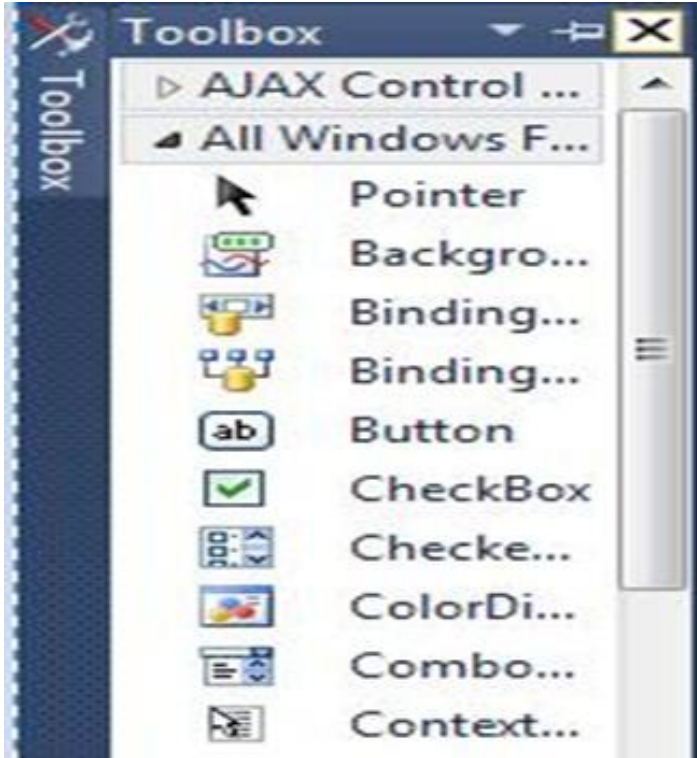 Toolbox
Toolbox
AJAX Control ...
All Windows F...
Pointer
Backgro...
Binding...
Binding...
ab Button
CheckBox
Checke...
ColorDi...
Combo...
Context...